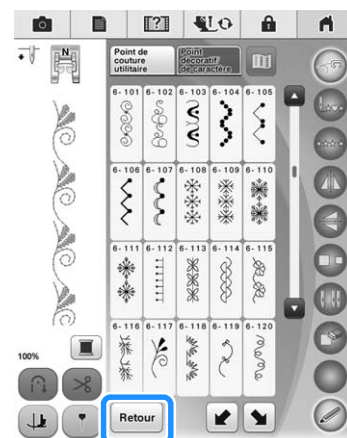 ?
N
Point de
couture
utilitaire
Point
décoratif/
de caractère
6-101 6-102 6-103 6-104 6-105
6-106 6-107 6-108 6-109 6-110
6-111 6-112 6-113 6-114 6-115
6-116 6-117 6-118 6-119 6-120
100%
Retour